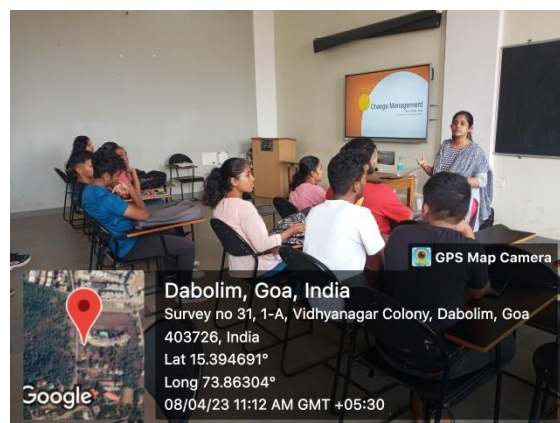 Change Management
GPS Map Camera
Dabolim, Goa, India
Survey no 31, 1-A, Vidhyanagar Colony, Dabolim, Goa
403726, India
Lat 15.394691°
Long 73.86304°
08/04/23 11:12 AM GMT +05:30
Google